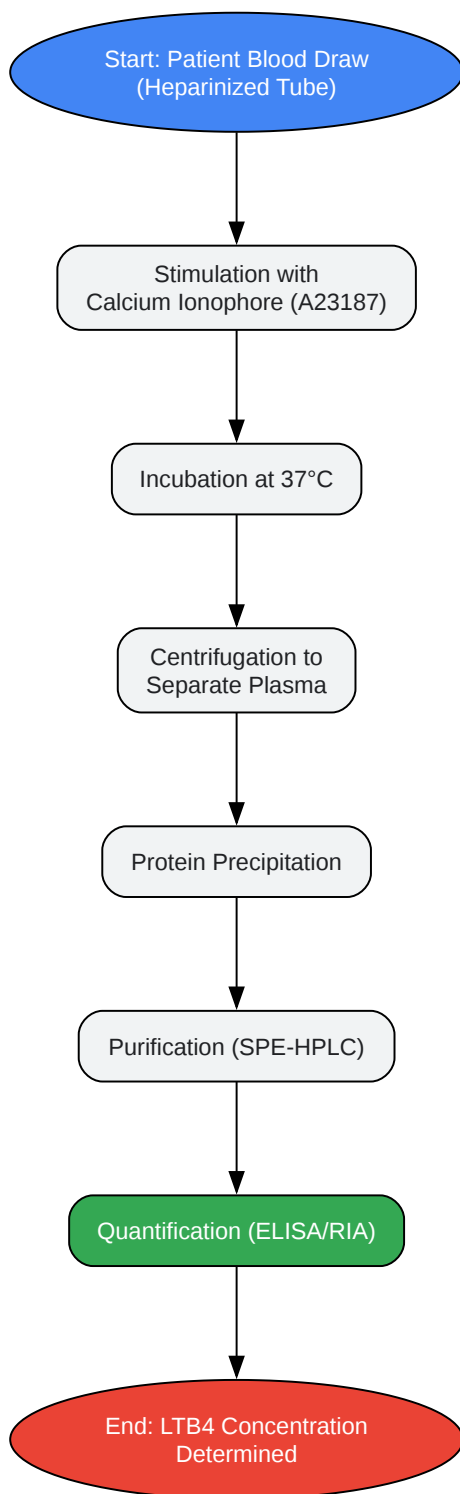 Start: Patient Blood Draw
(Heparinized Tube)
Stimulation with
Calcium Ionophore (A23187)
Incubation at 37°C
Centrifugation to
Separate Plasma
Protein Precipitation
Purification (SPE-HPLC)
Quantification (ELISA/RIA)
End: LTB4 Concentration
Determined